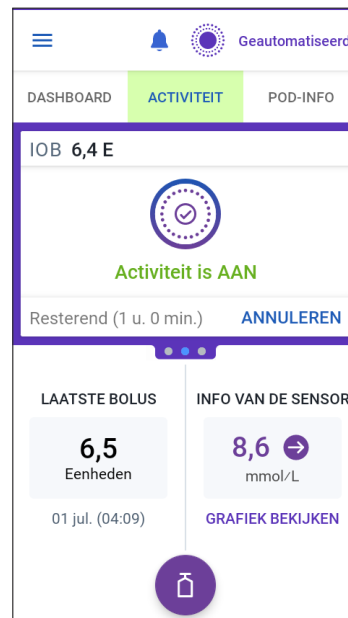 Geautomatiseerd
DASHBOARD ACTIVITEIT POD-INFO
IOB 6,4 E
Activiteit is AAN
Resterend (1 u. 0 min.) ANNULEREN
LAATSTE BOLUS
6,5
Eenheden
01 jul. (04:09)
INFO VAN DE SENSOR
8,6
mmol/L
GRAFIEK BEKIJKEN